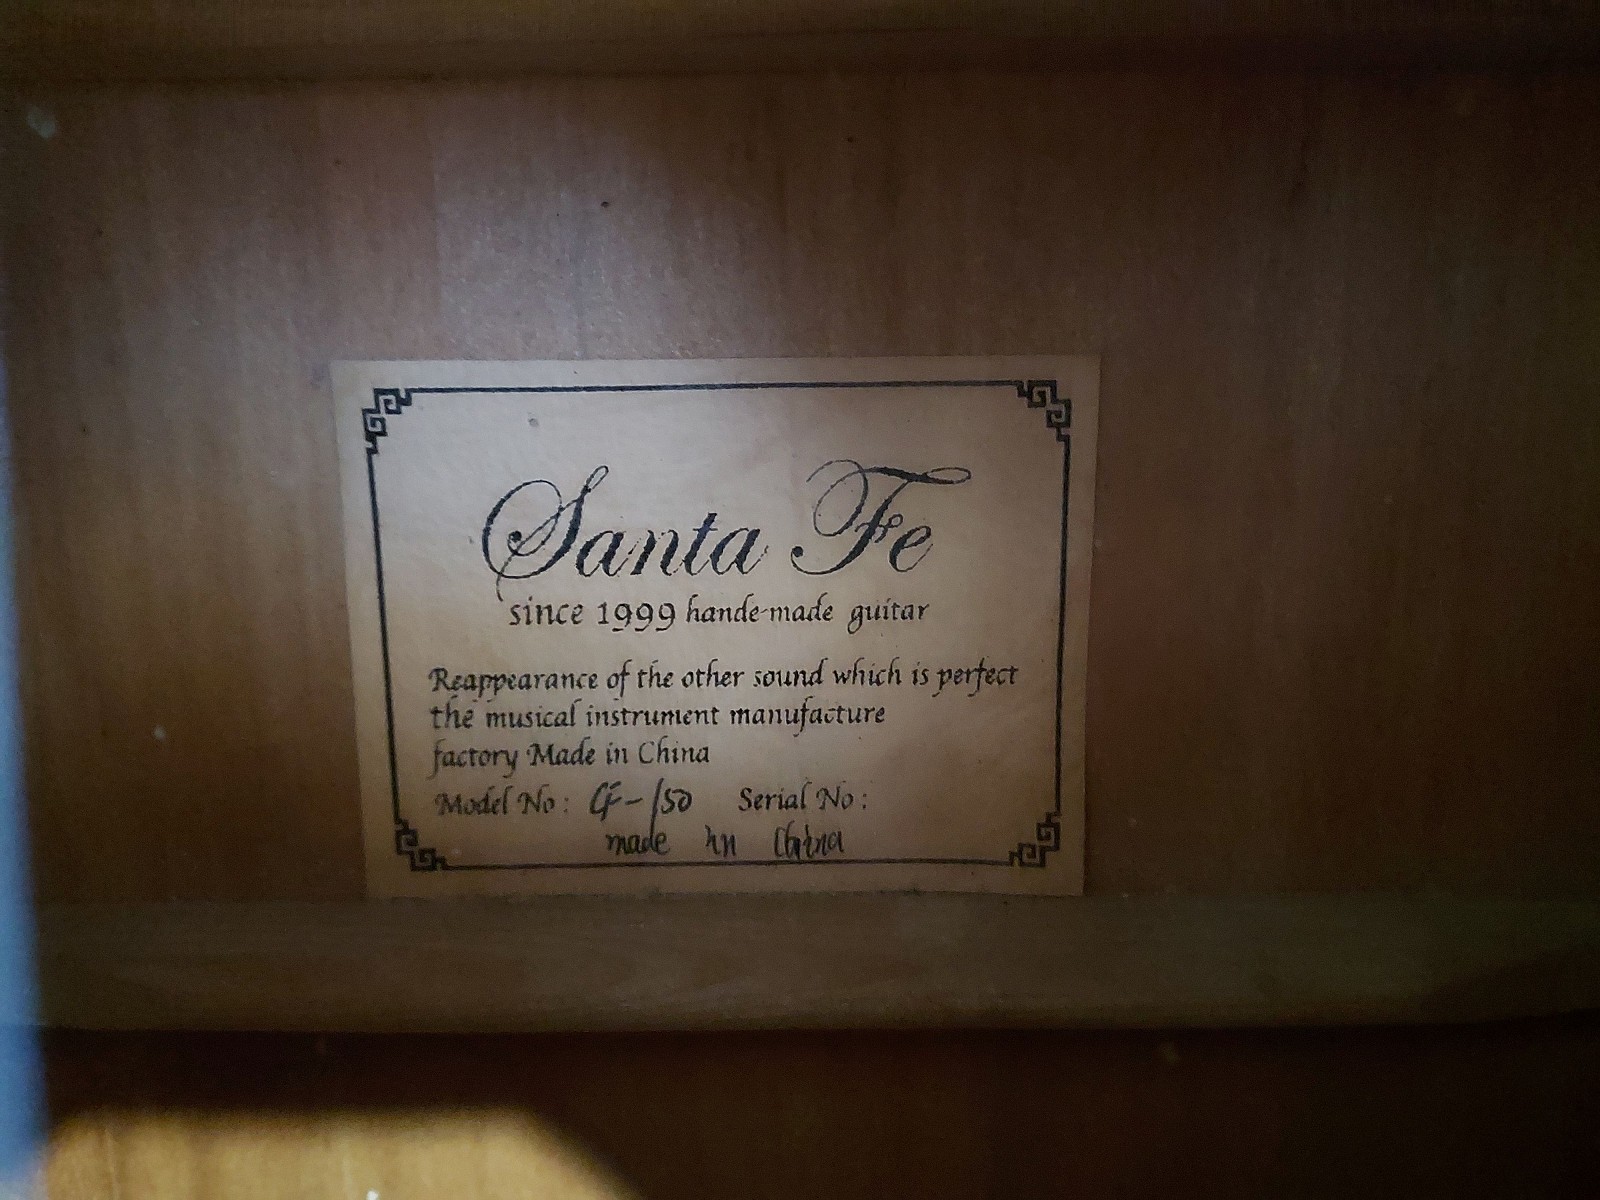 Santa Fe
since 1999 hande-made guitar
Reappearance of the other sound which is perfect
the musical instrument manufacture
factory Made in China
Model No : GF-150 Serial No :
made in China